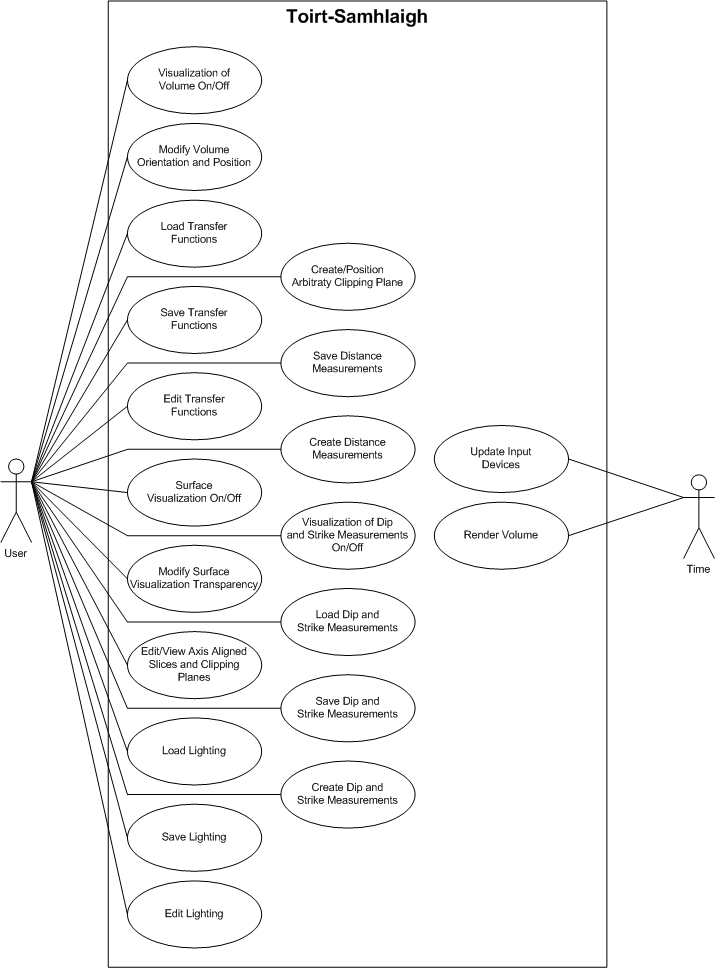 Toirt-Samhlaigh
Visualization of
Volume On/Off
Modify Volume
Orientation and Position
Load Transfer
Functions
Create/Position
Arbitraty Clipping Plane
Save Transfer
Functions
Save Distance
Measurements
Edit Transfer
Functions
Create Distance
Measurements
Update Input
Devices
Surface
Visualization On/Off
Visualization of Dip
and Strike Measurements
On/Off
Render Volume
User
Time
Modify Surface
Visualization Transparency
Load Dip and
Strike Measurements
Edit/View Axis Aligned
Slices and Clipping
Planes
Save Dip and
Strike Measurements
Load Lighting
Create Dip and
Strike Measurements
Save Lighting
Edit Lighting